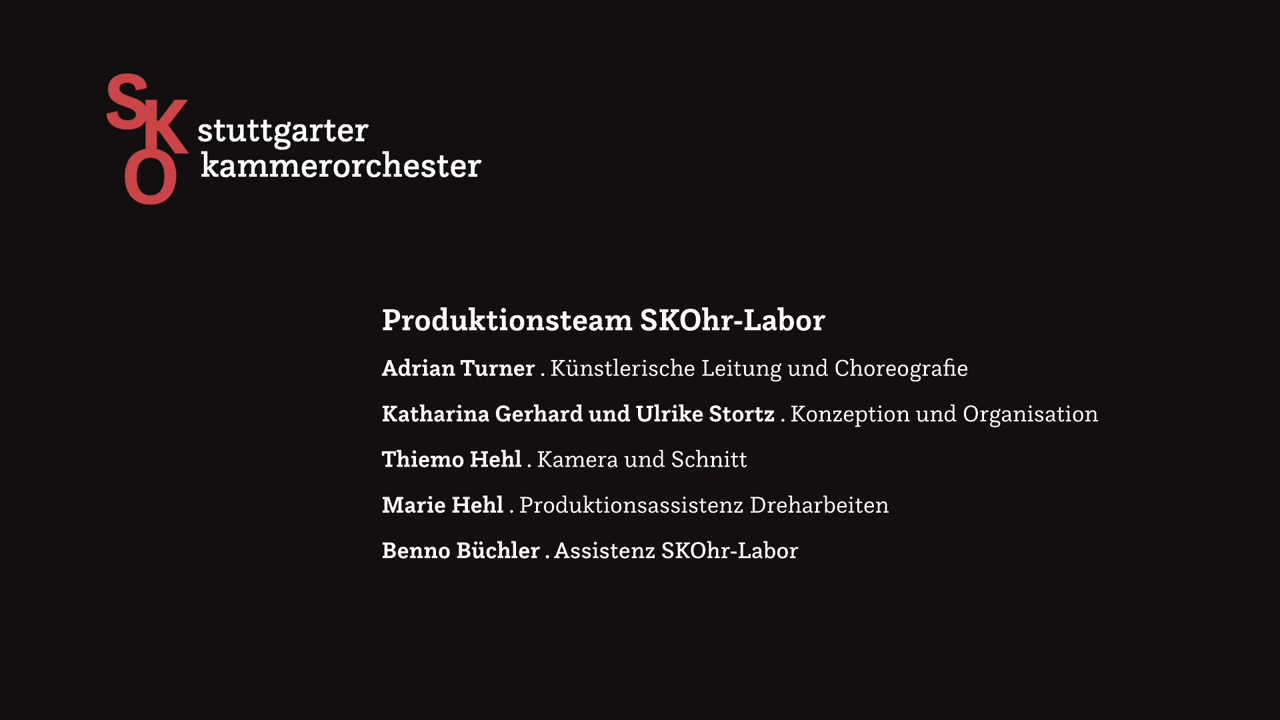 SKO
stuttgarter
kammerorchester
Produktionsteam SKOhr-Labor
Adrian Turner . Künstlerische Leitung und Choreografie
Katharina Gerhard und Ulrike Stortz . Konzeption und Organisation
Thiemo Hehl . Kamera und Schnitt
Marie Hehl . Produktionsassistenz Dreharbeiten
Benno Büchler . Assistenz SKOhr-Labor